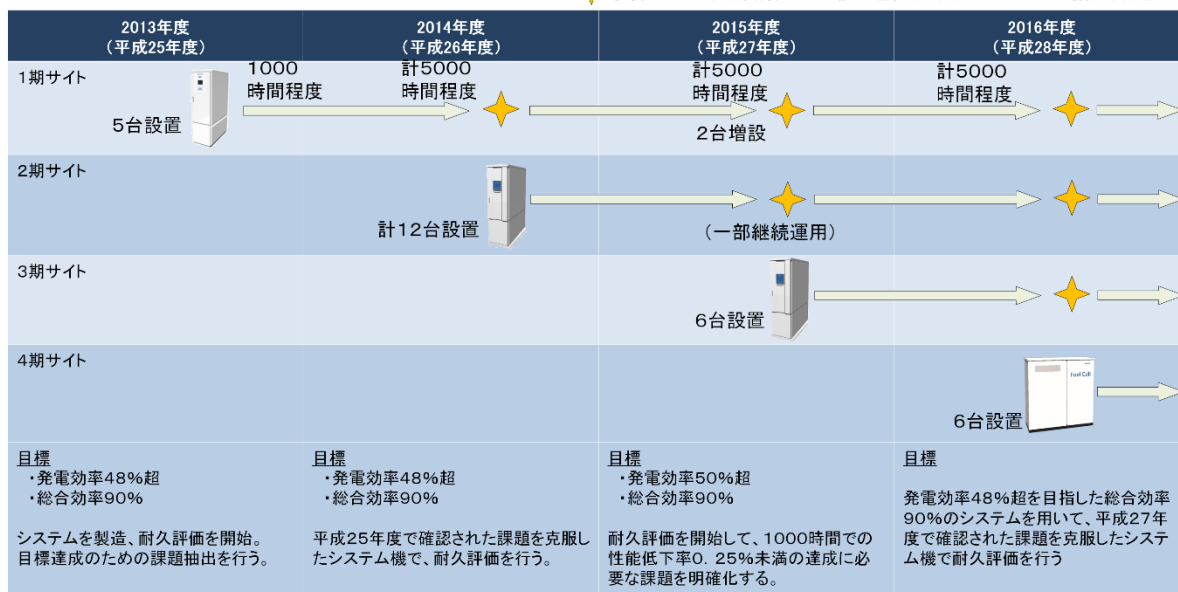 2013年度
(平成25年度)
2014年度
(平成26年度)
2015年度
(平成27年度)
2016年度
(平成28年度)
1期サイト
1000
時間程度
計5000
時間程度
計5000
時間程度
計5000
時間程度
5台設置
2台増設
2期サイト
計12台設置
(一部継続運用)
3期サイト
6台設置
4期サイト
Fuel Cell
6台設置
目標
・発電効率48%超
・総合効率90%
システムを製造、耐久評価を開始。
目標達成のための課題抽出を行う。
目標
・発電効率48%超
・総合効率90%
平成25年度で確認された課題を克服し
たシステム機で、耐久評価を行う。
目標
・発電効率50%超
・総合効率90%
耐久評価を開始して、1000時間での
性能低下率0.25%未満の達成に必
要な課題を明確化する。
目標
発電効率48%超を目指した総合効率
90%のシステムを用いて、平成27年
度で確認された課題を克服したシステ
ム機で耐久評価を行う